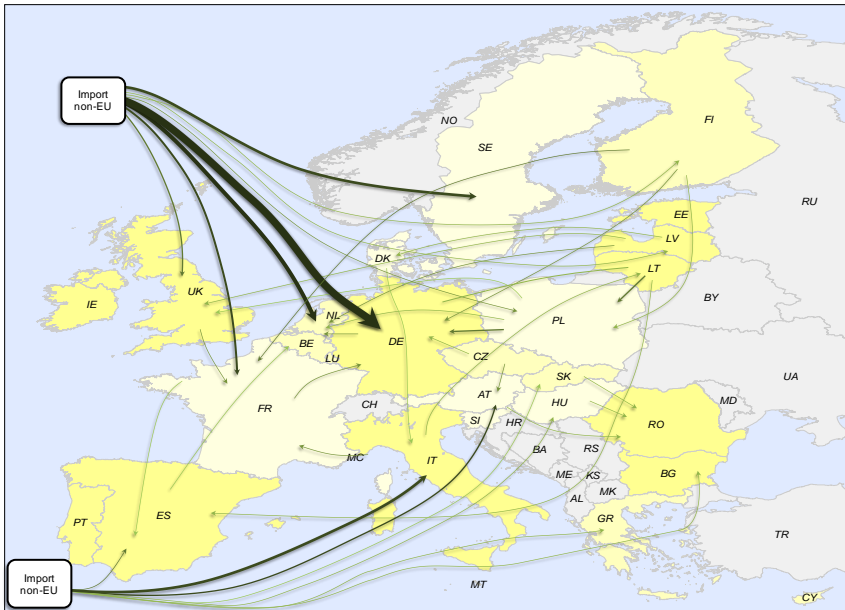 Import
non-EU
NO
SE
FI
RU
EE
LV
DK
LT
IE
UK
BY
NL
PL
BE
DE
LU
CZ
UA
SK
AT
FR
CH
HU
MD
SI
HR
RO
BA
RS
MC
IT
ME
KS
BG
MK
AL
PT
ES
GR
TR
Import
non-EU
MT
CY